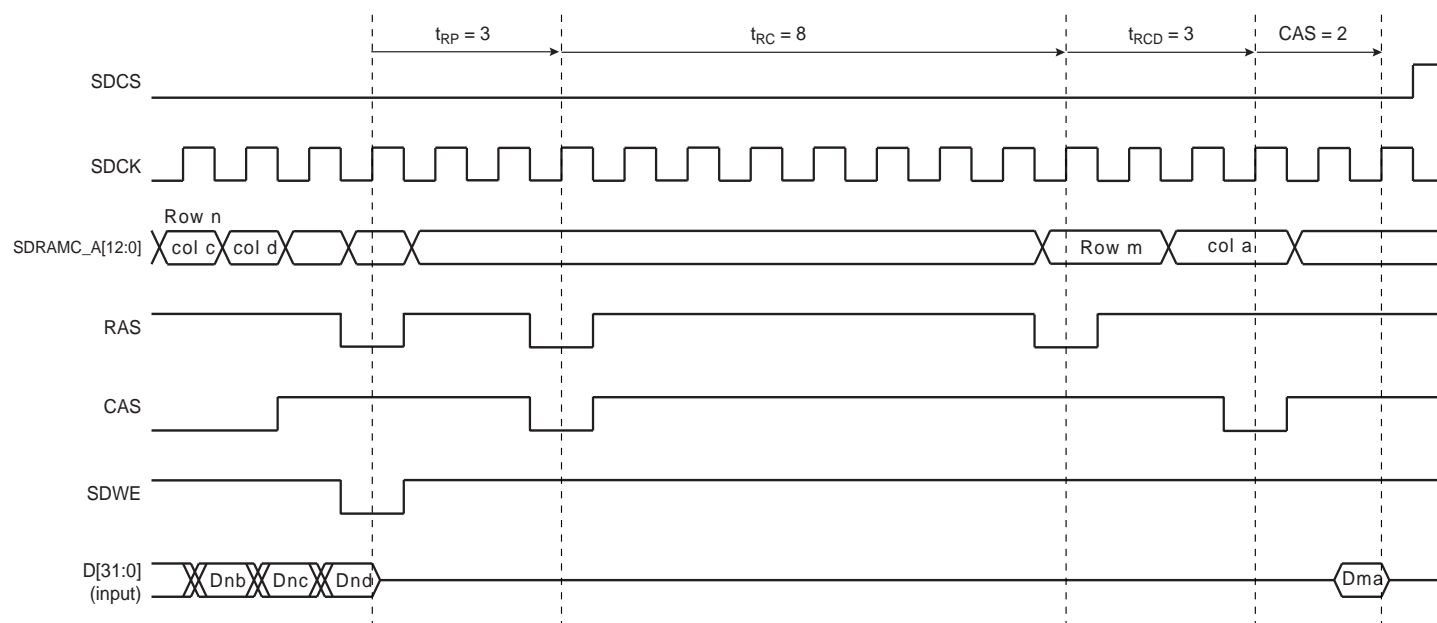 tRP = 3
tRC = 8
tRCD = 3
CAS = 2
SDCS
SDCK
Row n
SDRAMC_A[12:0]
col c
col d
Row m
col a
RAS
CAS
SDWE
D[31:0]
(input)
Dnb
Dnc
Dnd
Dma